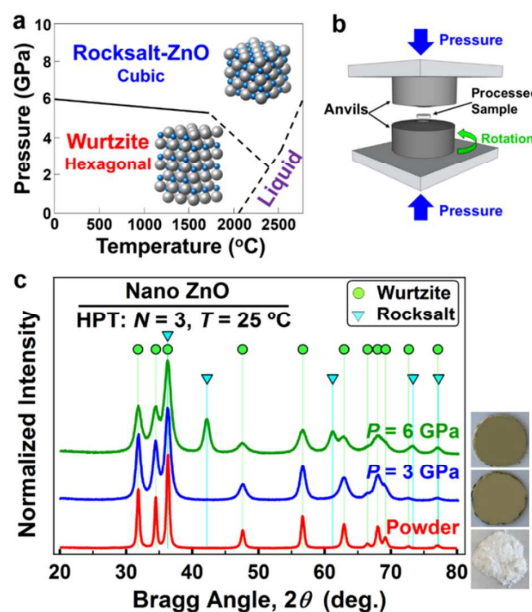 a
10
8
6
4
2
0
Pressure (GPa)
Rocksalt-ZnO
Cubic
Wurtzite
Hexagonal
Liquid
0 500 1000 1500 2000 2500
Temperature (ºC)
b
Pressure
Anvils
Processed
Sample
Rotation
Pressure
c
Nano ZnO
HPT: N = 3, T = 25 ºC
Wurtzite
Rocksalt
P = 6 GPa
P = 3 GPa
Powder
Normalized Intensity
20 30 40 50 60 70 80
Bragg Angle, 2θ (deg.)